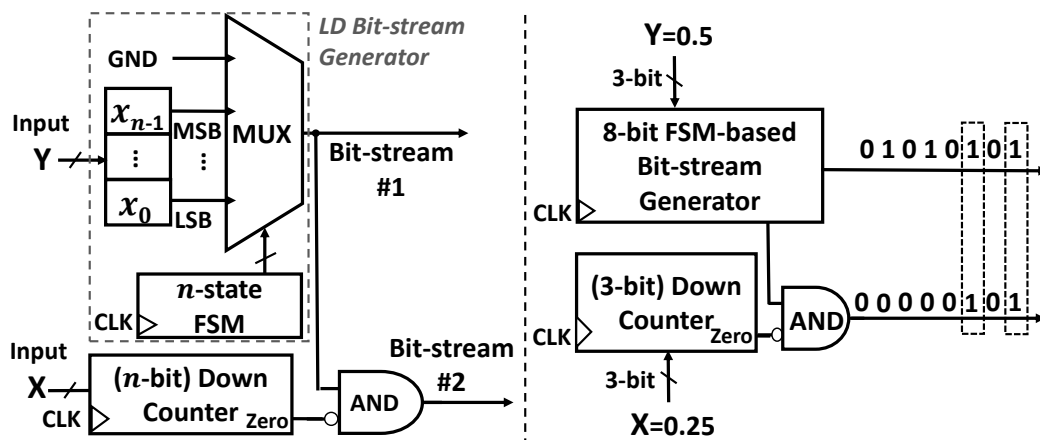 LD Bit-stream
Generator
GND
Input
Y
x_{n-1}
⋮
x_0
MSB
⋮
LSB
MUX
Bit-stream
#1
n-state
FSM
CLK
Input
X
(n-bit) Down
Counter
Zero
CLK
AND
Bit-stream
#2
Y=0.5
3-bit
8-bit FSM-based
Bit-stream
Generator
CLK
0 1 0 1 0 1 0 1
(3-bit) Down
Counter
Zero
CLK
AND
0 0 0 0 0 1 0 1
3-bit
X=0.25